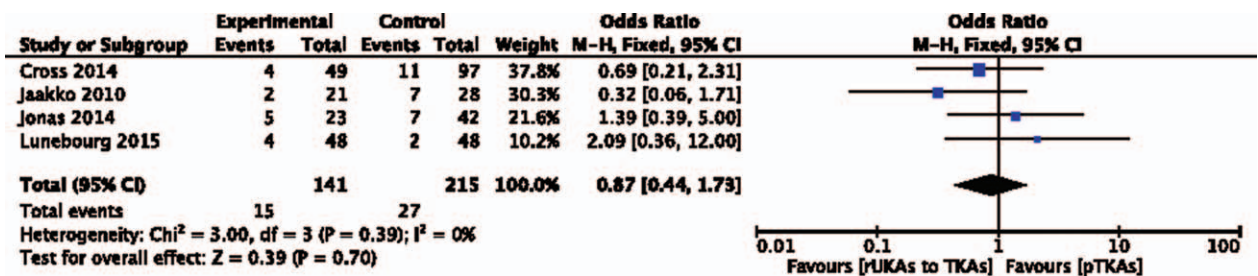 Experimental Control Odds Ratio Odds Ratio
Study or Subgroup Events Total Events Total Weight M-H, Fixed, 95% CI M-H, Fixed, 95% CI
Cross 2014 4 49 11 97 37.8% 0.69 [0.21, 2.31]
Jaakko 2010 2 21 7 28 30.3% 0.32 [0.06, 1.71]
Jonas 2014 5 23 7 42 21.6% 1.39 [0.39, 5.00]
Lunebourg 2015 4 48 2 48 10.2% 2.09 [0.36, 12.00]
Total (95% CI) 141 215 100.0% 0.87 [0.44, 1.73]
Total events 15 27
Heterogeneity: Chi² = 3.00, df = 3 (P = 0.39); I² = 0%
Test for overall effect: Z = 0.39 (P = 0.70)
0.01 0.1 1 10 100
Favours [rUKAs to TKAs] Favours [pTKAs]